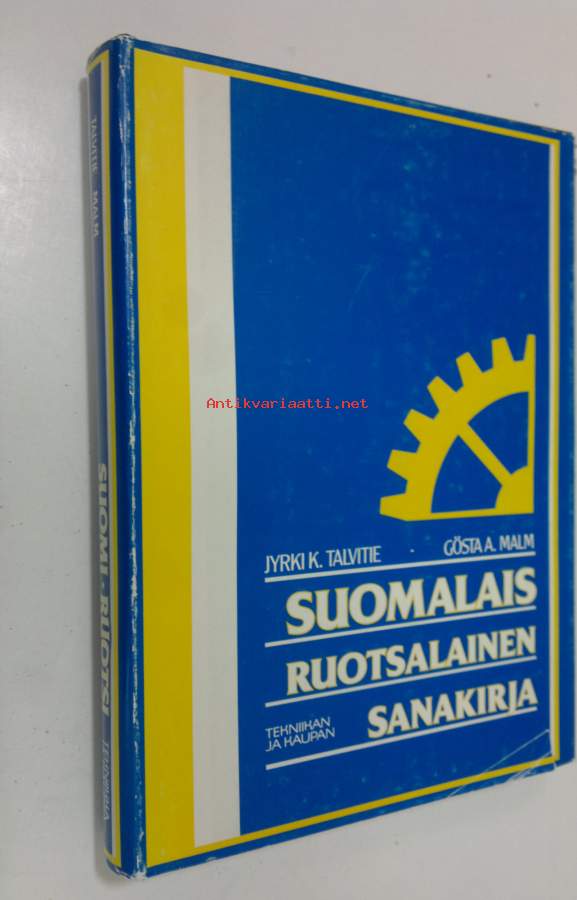 Antikvariaatti.net
JYRKI K. TALVITIE
GÖSTA A. MALM
SUOMALAIS
RUOTSALAINEN
TEKNIIKAN
JA KAUPAN
SANAKIRJA
TALVITIE MALM
SUOMI-RUOTSI